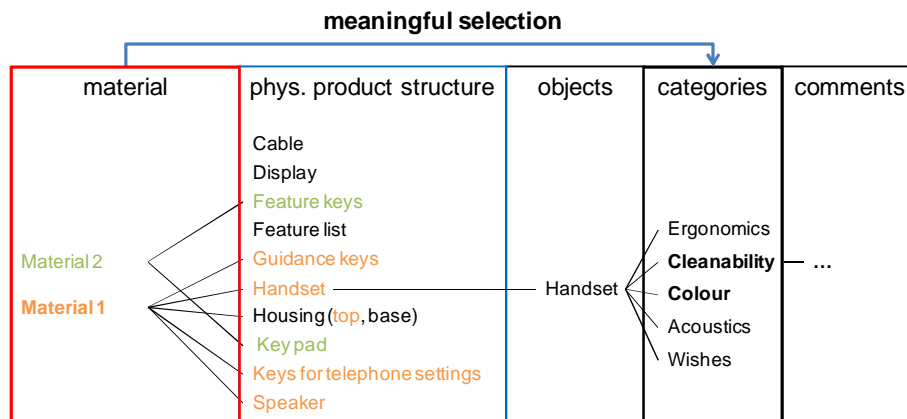 meaningful selection
material
phys. product structure
objects
categories
comments
Cable
Display
Feature keys
Feature list
Guidance keys
Handset
Housing (top, base)
Key pad
Keys for telephone settings
Speaker
Material 2
Material 1
Handset
Ergonomics
Cleanability
Colour
Acoustics
Wishes
...